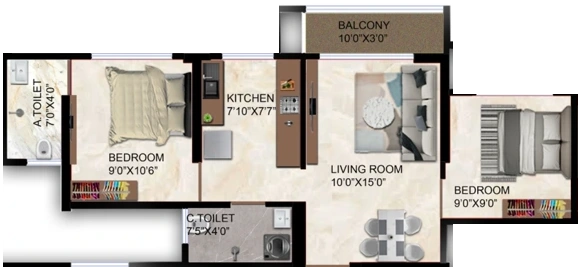 BALCONY
10'0"X3'0"
A.TOILET
7'0"X4'0"
KITCHEN
7'10"X7'7"
BEDROOM
9'0"X10'6"
LIVING ROOM
10'0"X15'0"
BEDROOM
9'0"X9'0"
C.TOILET
7'5"X4'0"